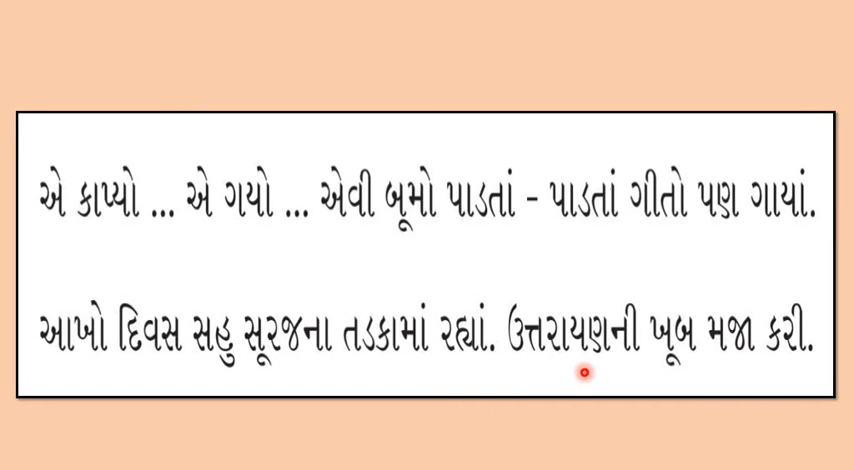 એ કાપ્યો ... એ ગયો ... એવી બૂમો પાડતાં - પાડતાં ગીતો પણ ગાયાં.
આખો દિવસ સહુ સૂરજના તડકામાં રહ્યાં. ઉત્તરાયણની ખૂબ મજા કરી.